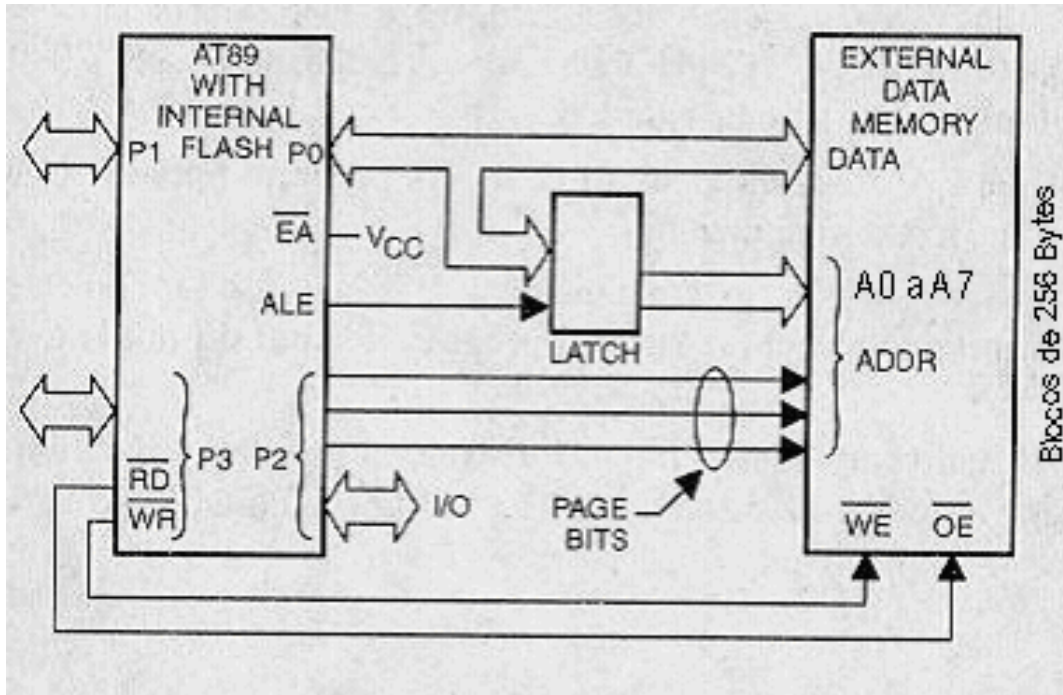 AT89
WITH
INTERNAL
FLASH
P1
P0
EA
VCC
ALE
LATCH
RD
WR
P3
P2
I/O
PAGE
BITS
EXTERNAL
DATA
MEMORY
DATA
A0 a A7
ADDR
WE
OE
Blocos de 256 Bytes